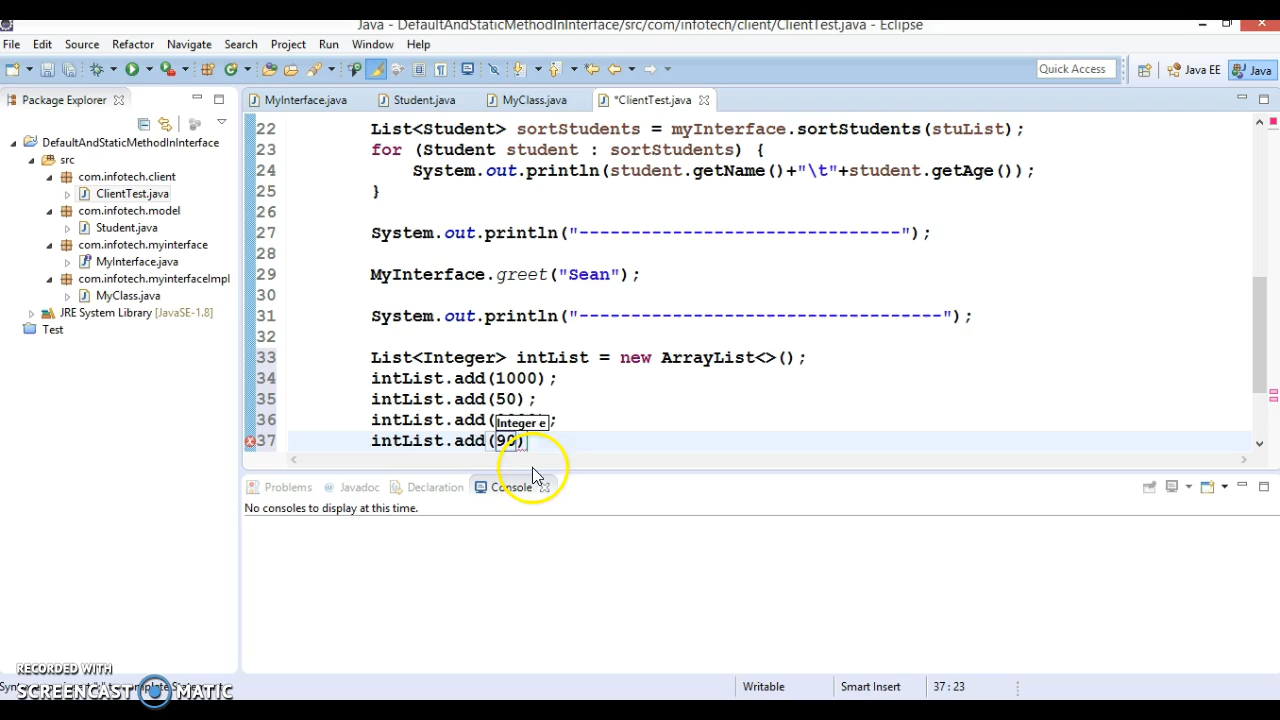 Java - DefaultAndStaticMethodInInterface/src/com/infotech/client/ClientTest.java - Eclipse
File Edit Source Refactor Navigate Search Project Run Window Help
Quick Access Java EE Java
Package Explorer
MyInterface.java Student.java MyClass.java *ClientTest.java
DefaultAndStaticMethodInInterface
src
com.infotech.client
ClientTest.java
com.infotech.model
Student.java
com.infotech.myinterface
MyInterface.java
com.infotech.myinterfaceImpl
MyClass.java
JRE System Library [JavaSE-1.8]
Test
22 List<Student> sortStudents = myInterface.sortStudents(stuList);
23 for (Student student : sortStudents) {
24 System.out.println(student.getName()+"\t"+student.getAge());
25 }
26
27 System.out.println("-------------------------------");
28
29 MyInterface.greet("Sean");
30
31 System.out.println("-----------------------------------");
32
33 List<Integer> intList = new ArrayList<>();
34 intList.add(1000);
35 intList.add(50);
36 intList.add( ;
Integer e
37 intList.add(90)
Problems Javadoc Declaration Console
No consoles to display at this time.
RECORDED WITH
SCREENCAST MATIC
Writable Smart Insert 37 : 23